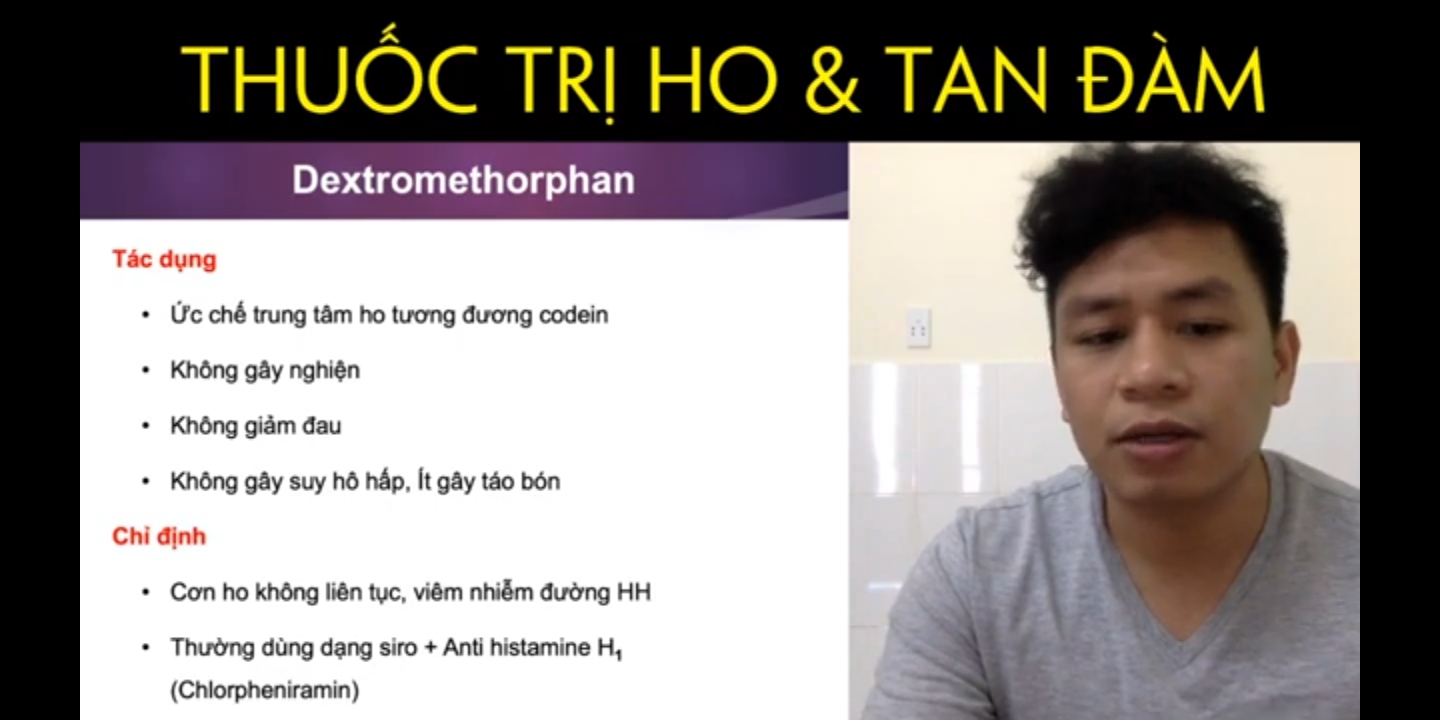 THUỐC TRỊ HO & TAN ĐÀM
Dextromethorphan
Tác dụng
• Ức chế trung tâm ho tương đương codein
• Không gây nghiện
• Không giảm đau
• Không gây suy hô hấp, Ít gây táo bón
Chỉ định
• Cơn ho không liên tục, viêm nhiễm đường HH
• Thường dùng dạng siro + Anti histamine H₁
(Chlorpheniramin)